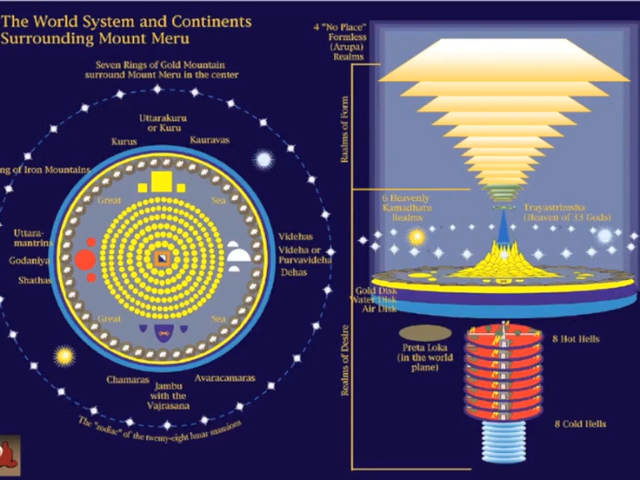 The World System and Continents
Surrounding Mount Meru
Seven Rings of Gold Mountain
surround Mount Meru in the center
Uttarakuru
or Kuru
Kurus
Kauravas
ng of Iron Mountains
Great
Sea
Uttara-
mantrins
Godaniya
Shathas
Videhas
Videha or
Purvavideha
Dehas
Great
Sea
Chamaras
Jambu
with the
Vajrasana
Avaracamaras
The "zodiac" of the twenty-eight lunar mansions
4 "No Place"
Formless
(Arupa)
Realms
Raalms of Form
6 Heavenly
Kamadhatu
Realms
Trayastrimsha
(Heaven of 33 Gods)
Gold Disk
Water Disk
Air Disk
Realms of Desire
Preta Loka
(in the world
plane)
8 Hot Hells
8 Cold Hells